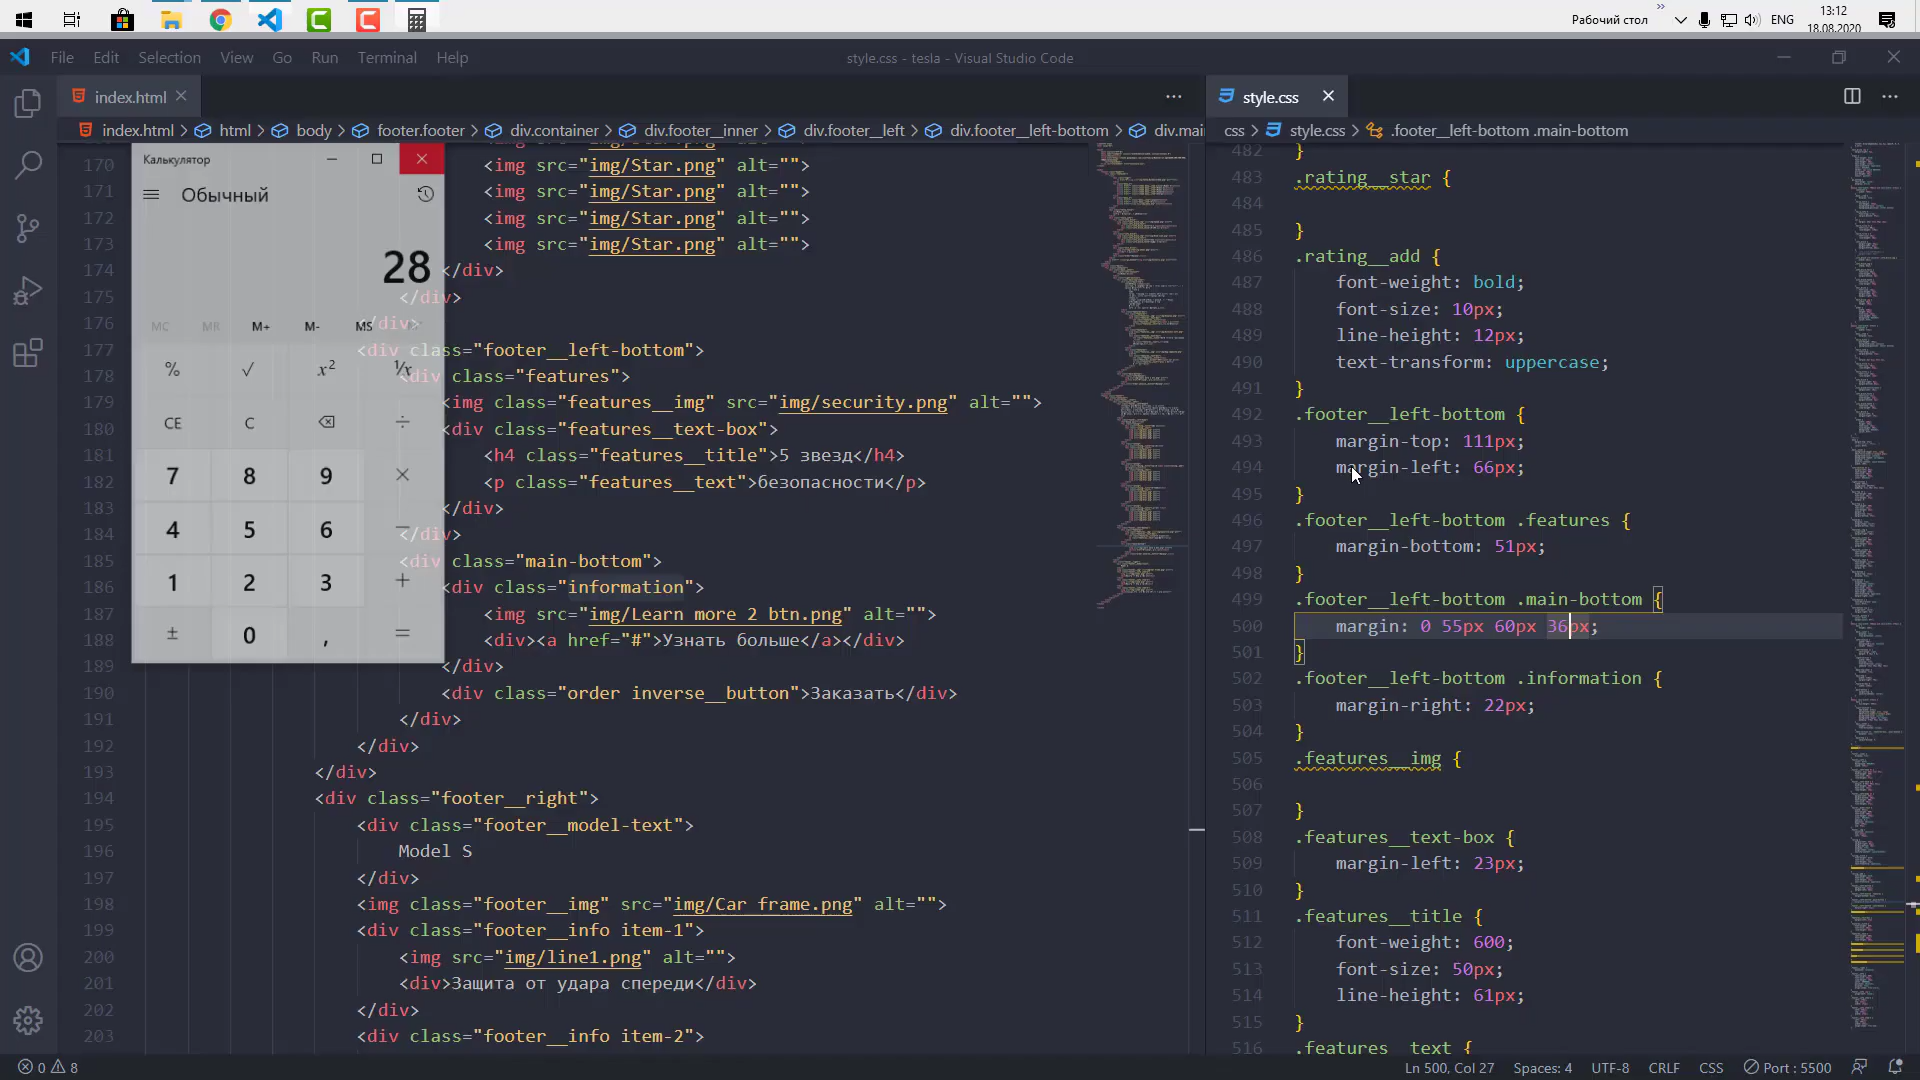 Рабочий стол
ENG
13:12
18.08.2020
File Edit Selection View Go Run Terminal Help
style.css - tesla - Visual Studio Code
index.html
index.html > html > body > footer.footer > div.container > div.footer__inner > div.footer__left > div.footer__left-bottom > div.mai
Калькулятор
Обычный
28
MC MR M+ M- MS
% √ x² ¹/x
CE C ÷
7 8 9 ×
4 5 6 −
1 2 3 +
± 0 , =
170 <img src="img/Star.png" alt="">
171 <img src="img/Star.png" alt="">
172 <img src="img/Star.png" alt="">
173 <img src="img/Star.png" alt="">
174 </div>
175 </div>
176 </div>
177 <div class="footer__left-bottom">
178 <div class="features">
179 <img class="features__img" src="img/security.png" alt="">
180 <div class="features__text-box">
181 <h4 class="features__title">5 звезд</h4>
182 <p class="features__text">безопасности</p>
183 </div>
184 </div>
185 <div class="main-bottom">
186 <div class="information">
187 <img src="img/Learn more 2 btn.png" alt="">
188 <div><a href="#">Узнать больше</a></div>
189 </div>
190 <div class="order inverse__button">Заказать</div>
191 </div>
192 </div>
193 </div>
194 <div class="footer__right">
195 <div class="footer__model-text">
196 Model S
197 </div>
198 <img class="footer__img" src="img/Car frame.png" alt="">
199 <div class="footer__info item-1">
200 <img src="img/line1.png" alt="">
201 <div>Защита от удара спереди</div>
202 </div>
203 <div class="footer__info item-2">
style.css
css > style.css > .footer__left-bottom .main-bottom
482 }
483 .rating__star {
484
485 }
486 .rating__add {
487 font-weight: bold;
488 font-size: 10px;
489 line-height: 12px;
490 text-transform: uppercase;
491 }
492 .footer__left-bottom {
493 margin-top: 111px;
494 margin-left: 66px;
495 }
496 .footer__left-bottom .features {
497 margin-bottom: 51px;
498 }
499 .footer__left-bottom .main-bottom {
500 margin: 0 55px 60px 36px;
501 }
502 .footer__left-bottom .information {
503 margin-right: 22px;
504 }
505 .features__img {
506
507 }
508 .features__text-box {
509 margin-left: 23px;
510 }
511 .features__title {
512 font-weight: 600;
513 font-size: 50px;
514 line-height: 61px;
515 }
516 .features__text {
0 8
Ln 500, Col 27 Spaces: 4 UTF-8 CRLF CSS Port : 5500